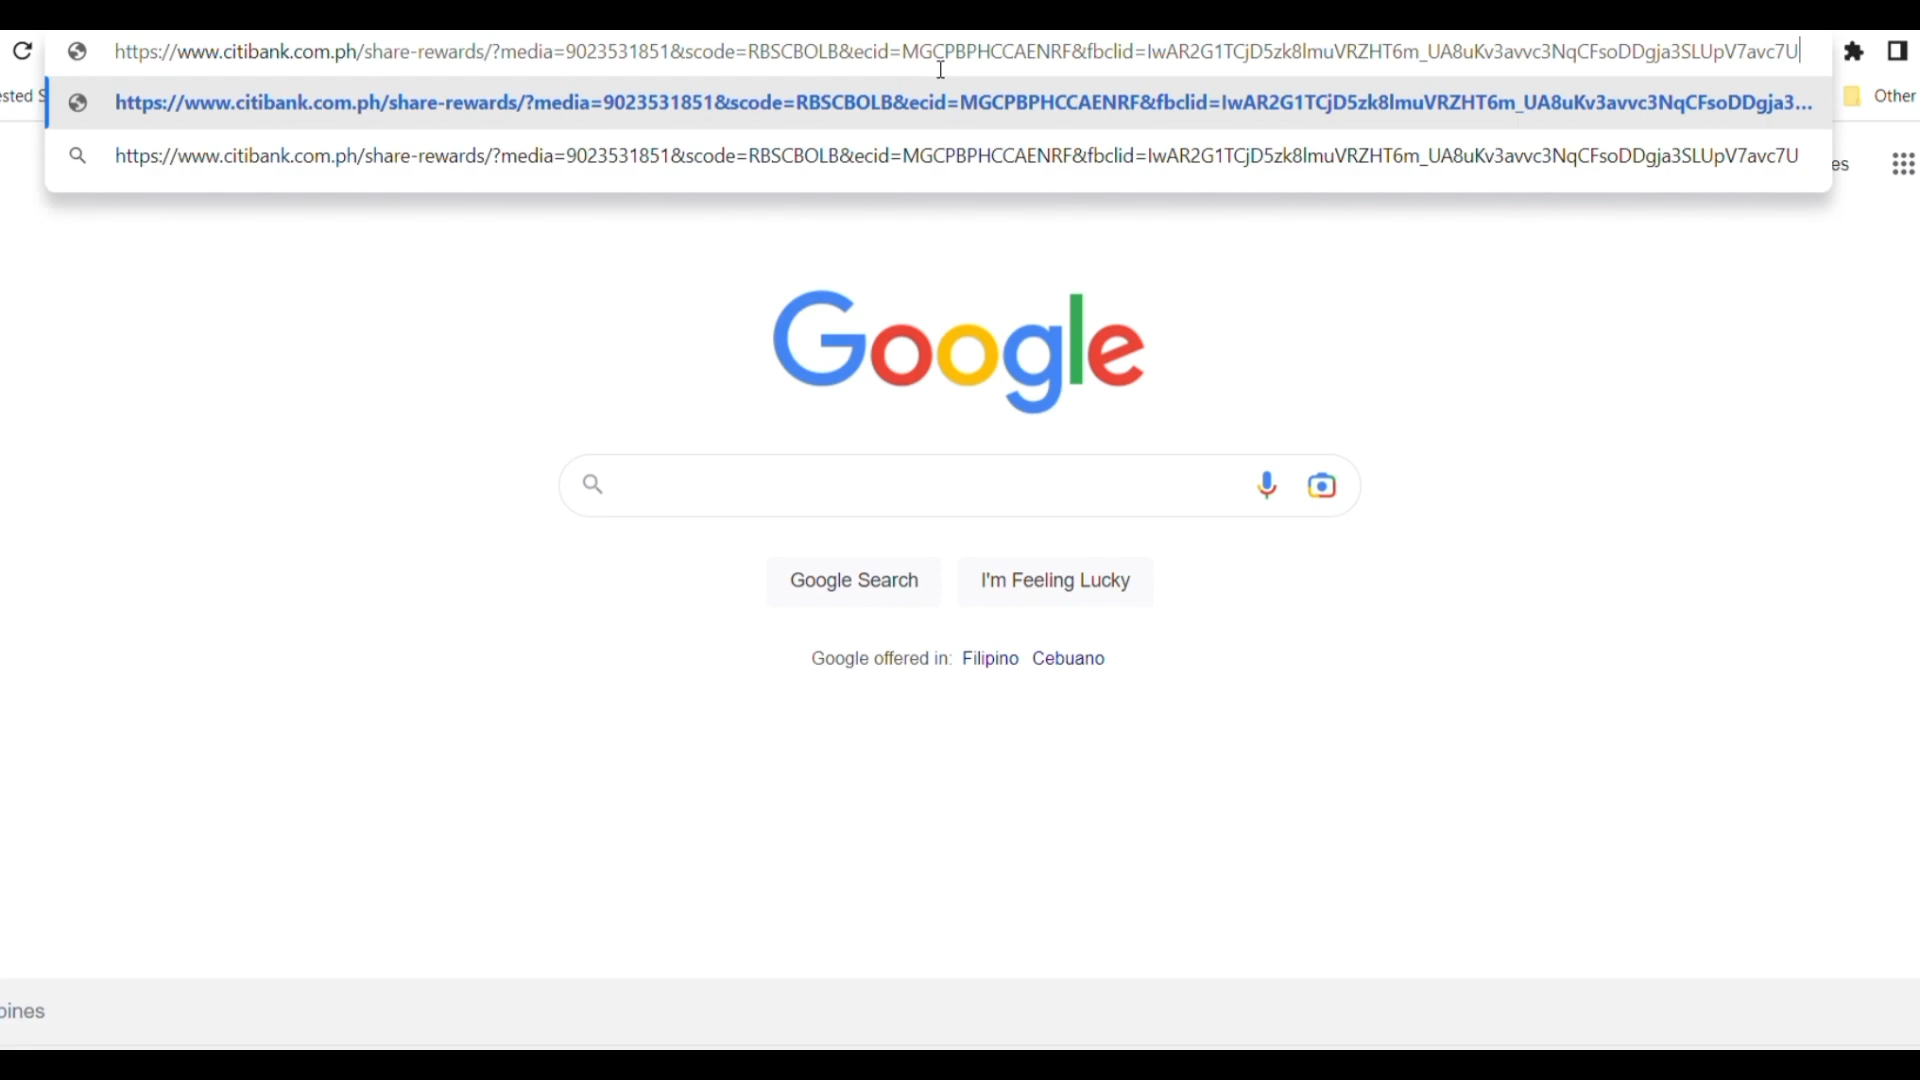 https://www.citibank.com.ph/share-rewards/?media=9023531851&scode=RBSCBOLB&ecid=MGCPBPHCCAENRF&fbclid=IwAR2G1TCjD5zk8lmuVRZHT6m_UA8uKv3avvc3NqCFsoDDgja3SLUpV7avc7U
ested S
https://www.citibank.com.ph/share-rewards/?media=9023531851&scode=RBSCBOLB&ecid=MGCPBPHCCAENRF&fbclid=IwAR2G1TCjD5zk8lmuVRZHT6m_UA8uKv3avvc3NqCFsoDDgja3...
Other
https://www.citibank.com.ph/share-rewards/?media=9023531851&scode=RBSCBOLB&ecid=MGCPBPHCCAENRF&fbclid=IwAR2G1TCjD5zk8lmuVRZHT6m_UA8uKv3avvc3NqCFsoDDgja3SLUpV7avc7U
es
Google
Google Search
I'm Feeling Lucky
Google offered in: Filipino Cebuano
pines